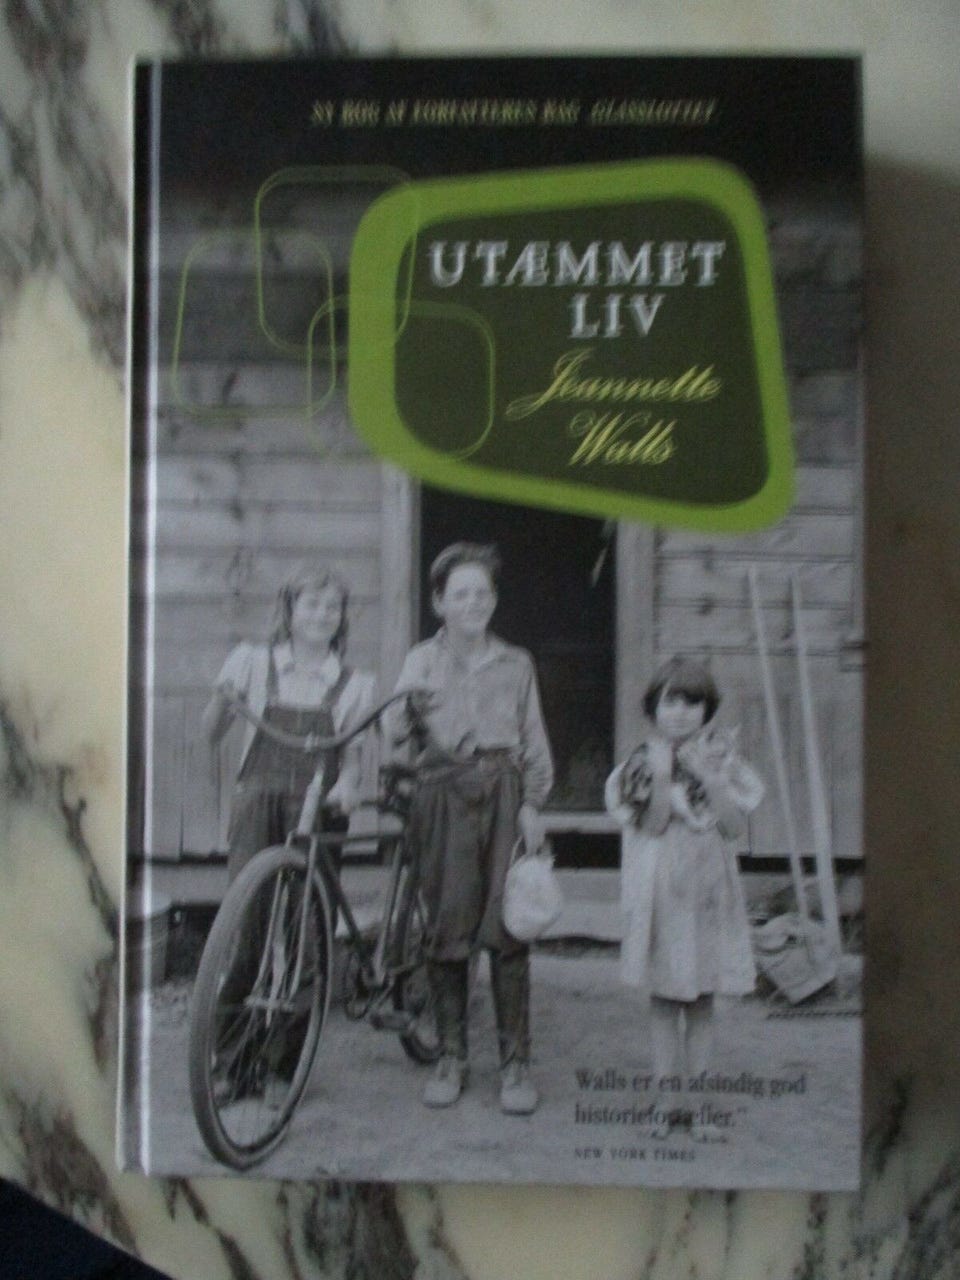 NY BOG AF FORFATTEREN BAG GLASSLOTTET
UTÆMMET
LIV
Jeannette
Walls
Walls er en afsindig god
historiefortæller."
NEW YORK TIMES